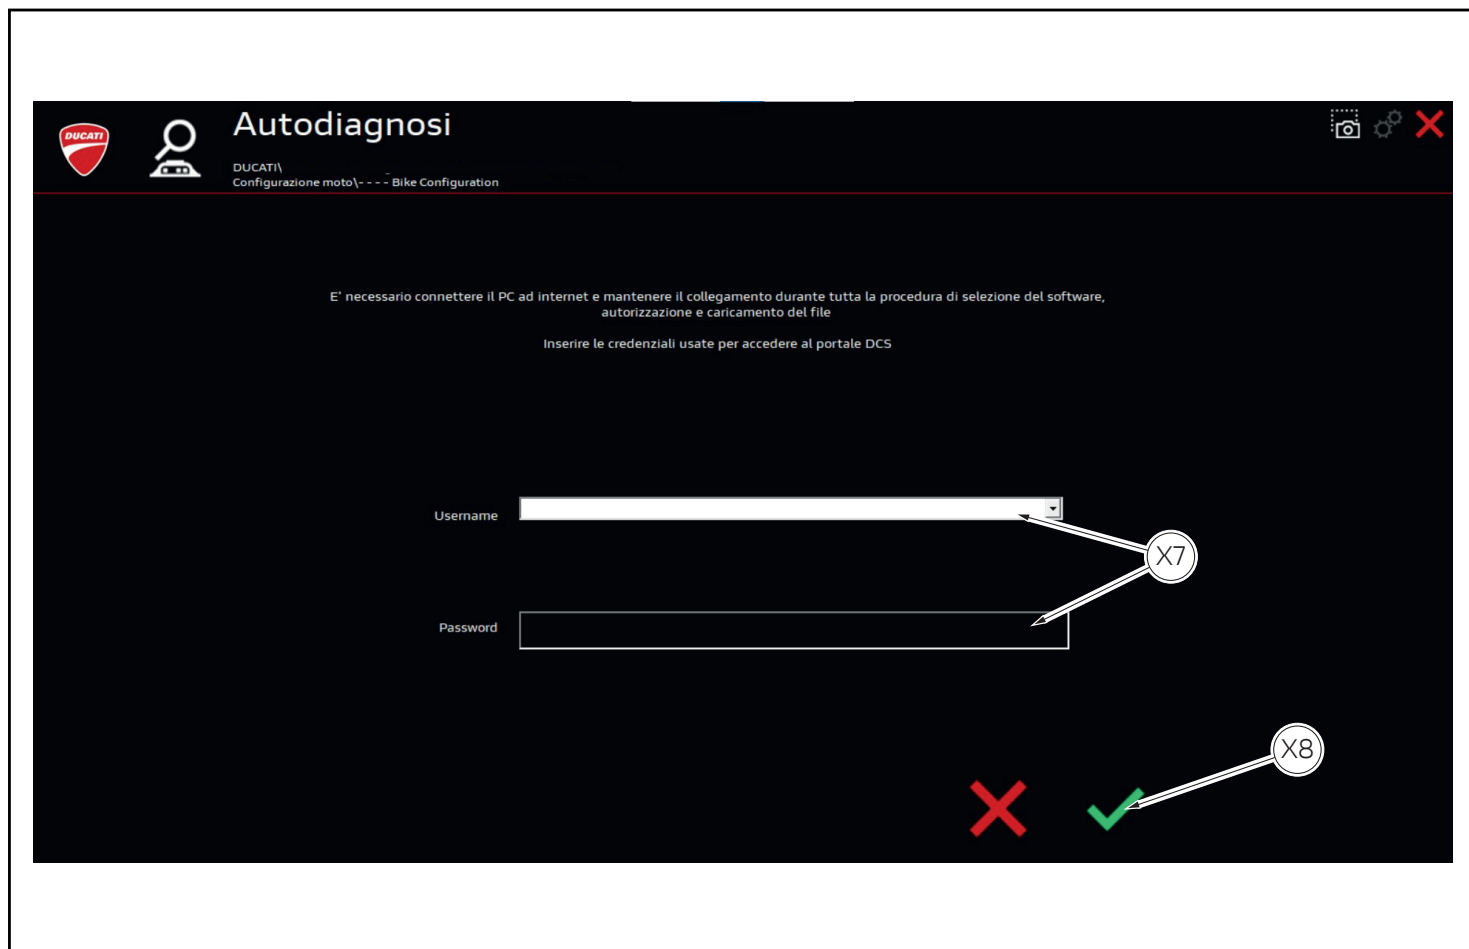 DUCATI
Autodiagnosi
DUCATI\
Configurazione moto\- - - - Bike Configuration
E' necessario connettere il PC ad internet e mantenere il collegamento durante tutta la procedura di selezione del software,
autorizzazione e caricamento del file
Inserire le credenziali usate per accedere al portale DCS
Username
X7
Password
X8